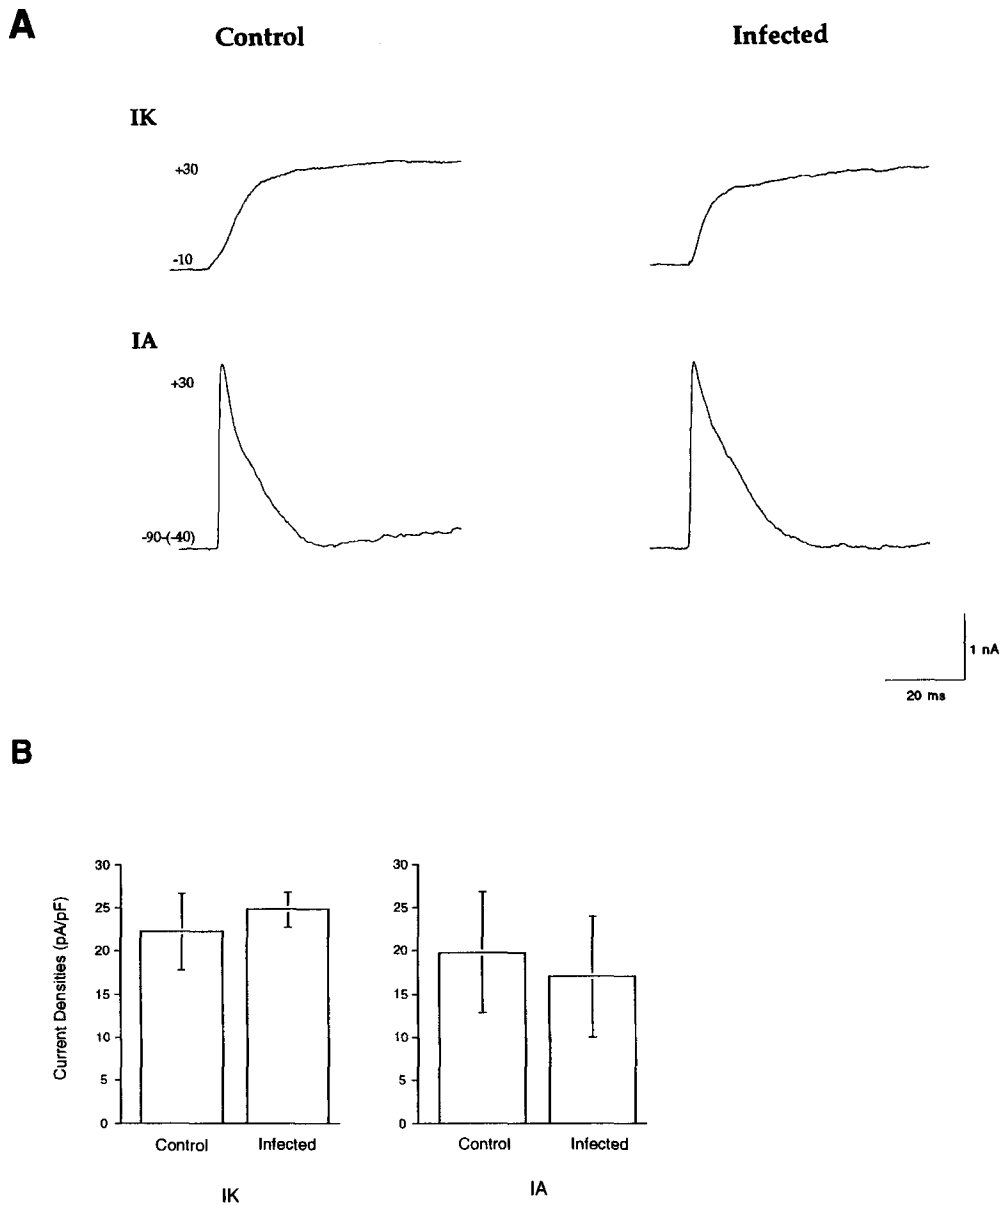 A
Control
Infected
IK
+30
-10
IA
+30
-90-(-40)
1 nA
20 ms
B
Current Densities (pA/pF)
30
25
20
15
10
5
0
Control
Infected
IK
30
25
20
15
10
5
0
Control
Infected
IA